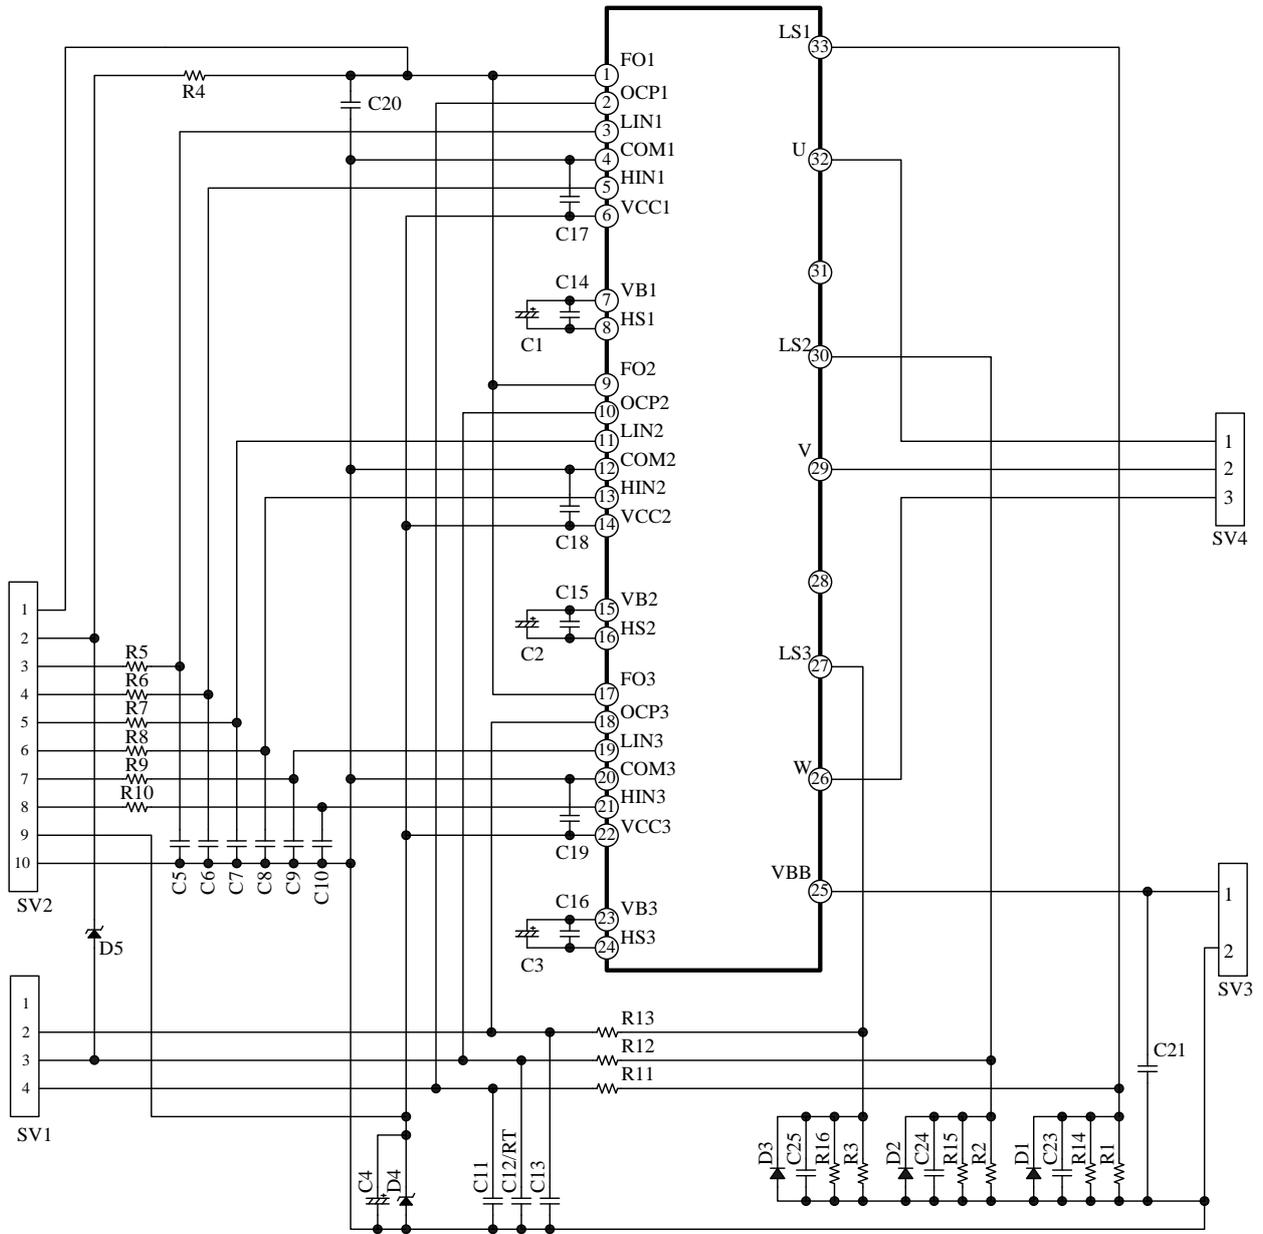 LS1
33
FO1
1
R4
C20
OCP1
2
LIN1
3
COM1
4
U
32
HIN1
5
VCC1
6
C17
31
C14
VB1
7
HS1
8
C1
LS2
30
FO2
9
OCP2
10
LIN2
11
V
29
COM2
12
HIN2
13
VCC2
14
C18
1
2
3
SV4
28
C15
VB2
15
HS2
16
C2
LS3
27
FO3
17
OCP3
18
LIN3
19
COM3
20
W
26
HIN3
21
VCC3
22
C19
1
2
3
4
5
6
7
8
9
10
SV2
R5
R6
R7
R8
R9
R10
C5
C6
C7
C8
C9
C10
VBB
25
1
2
SV3
C16
VB3
23
HS3
24
C3
D5
1
2
3
4
SV1
R13
R12
R11
C21
C4
D4
C11
C12/RT
C13
D3
C25
R16
R3
D2
C24
R15
R2
D1
C23
R14
R1